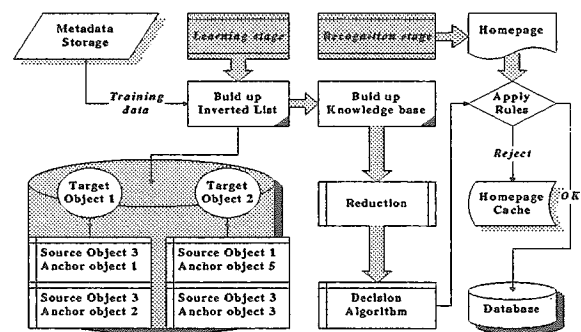 Metadata
Storage
Learning stage
Recognition stage
Homepage
Training
data
Build up
Inverted List
Build up
Knowledge base
Apply
Rules
Reject
OK
Target
Object 1
Target
Object 2
Reduction
Homepage
Cache
Source Object 3
Anchor object 1
Source Object 1
Anchor object 5
Source Object 3
Anchor object 2
Source Object 3
Anchor object 3
Decision
Algorithm
Database